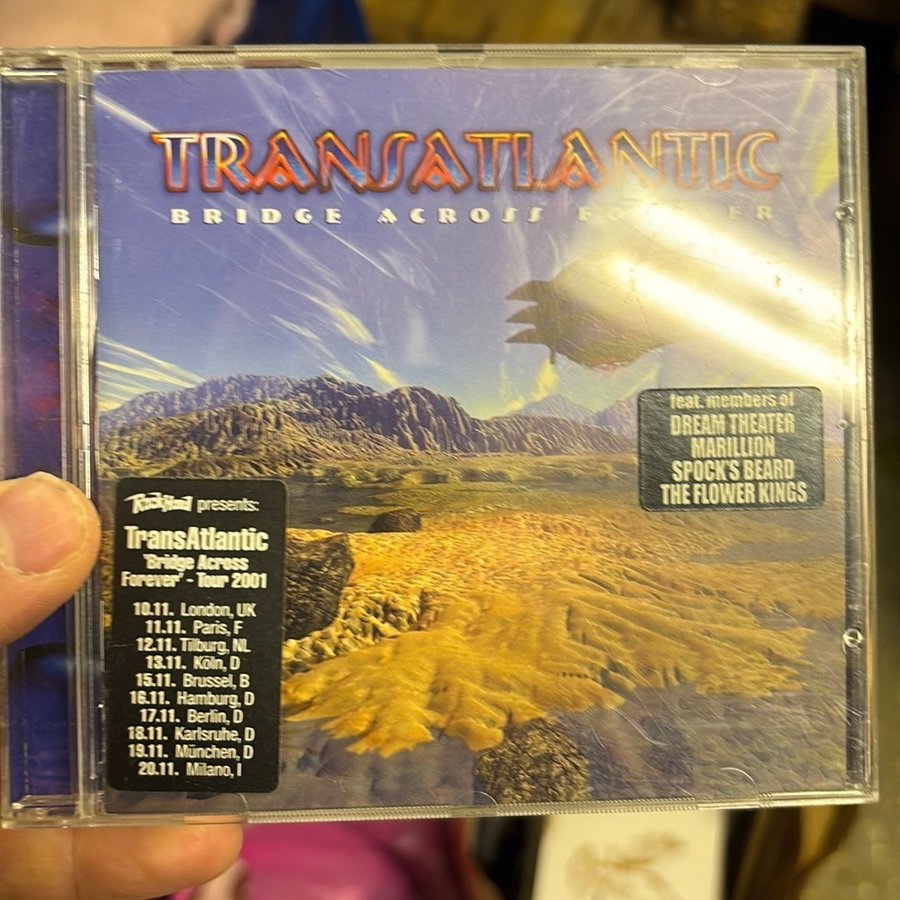 TRANSATLANTIC
BRIDGE ACROSS FOREVER
feat. members of
DREAM THEATER
MARILLION
SPOCK'S BEARD
THE FLOWER KINGS
RockHard presents:
TransAtlantic
"Bridge Across
Forever" - Tour 2001
10.11. London, UK
11.11. Paris, F
12.11. Tilburg, NL
13.11. Köln, D
15.11. Brussel, B
16.11. Hamburg, D
17.11. Berlin, D
18.11. Karlsruhe, D
19.11. München, D
20.11. Milano, I